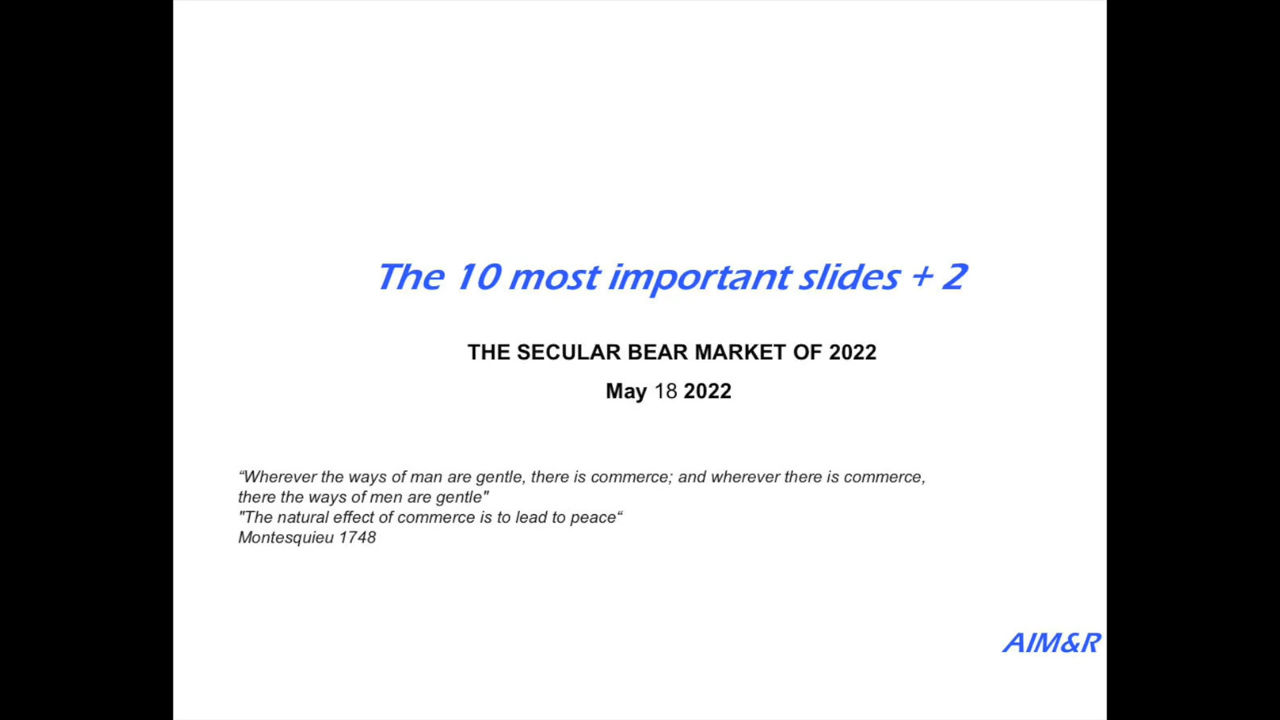 The 10 most important slides + 2
THE SECULAR BEAR MARKET OF 2022
May 18 2022
“Wherever the ways of man are gentle, there is commerce; and wherever there is commerce,
there the ways of men are gentle"
"The natural effect of commerce is to lead to peace“
Montesquieu 1748
AIM&R